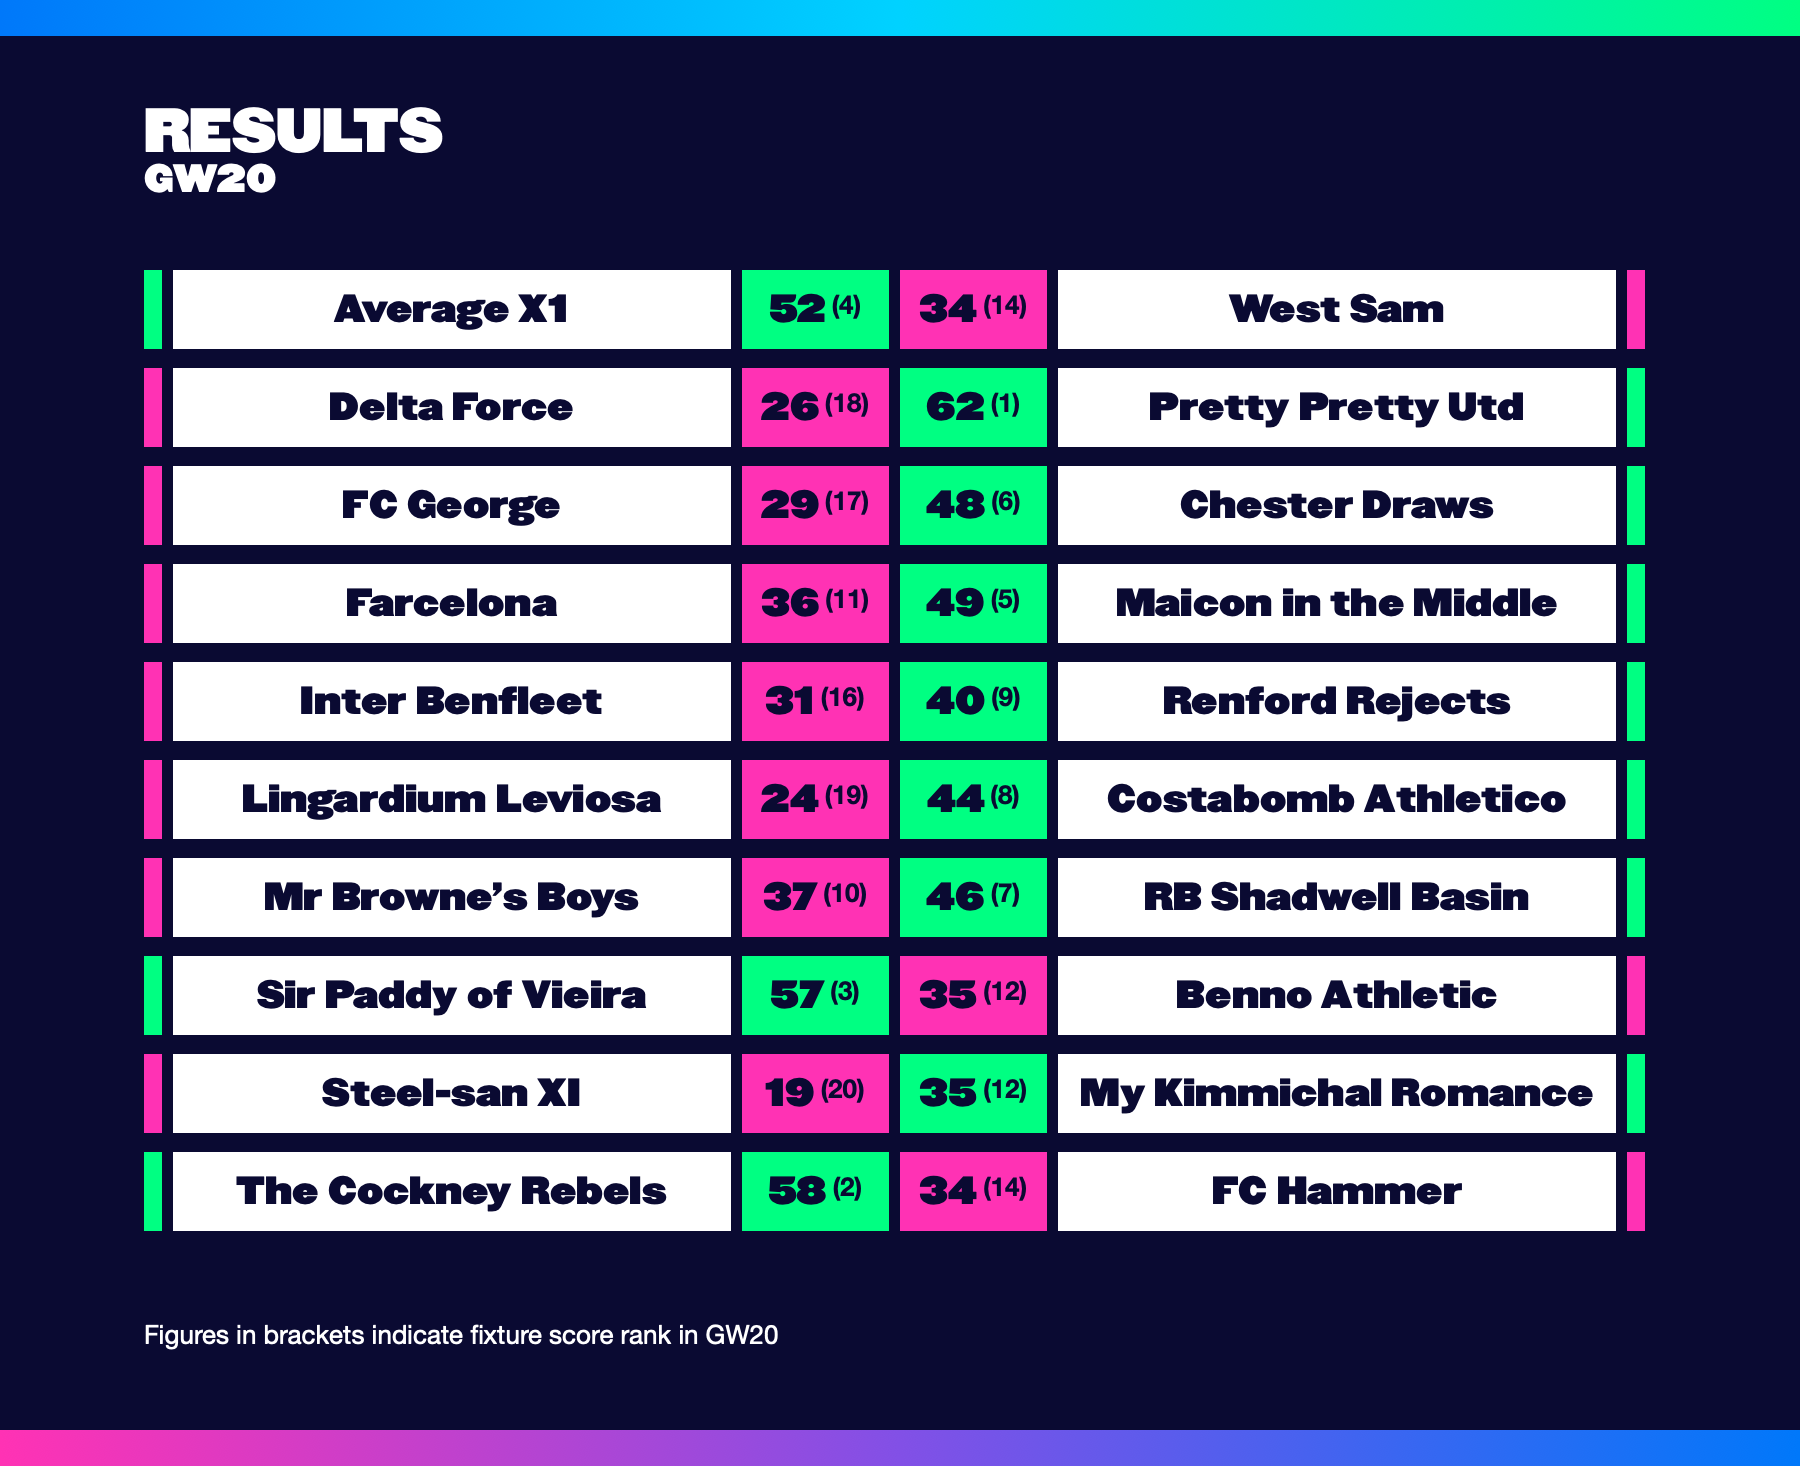 RESULTS
GW20
Average X1 52 (4) 34 (14) West Sam
Delta Force 26 (18) 62 (1) Pretty Pretty Utd
FC George 29 (17) 48 (6) Chester Draws
Farcelona 36 (11) 49 (5) Maicon in the Middle
Inter Benfleet 31 (16) 40 (9) Renford Rejects
Lingardium Leviosa 24 (19) 44 (8) Costabomb Athletico
Mr Browne’s Boys 37 (10) 46 (7) RB Shadwell Basin
Sir Paddy of Vieira 57 (3) 35 (12) Benno Athletic
Steel-san XI 19 (20) 35 (12) My Kimmichal Romance
The Cockney Rebels 58 (2) 34 (14) FC Hammer
Figures in brackets indicate fixture score rank in GW20